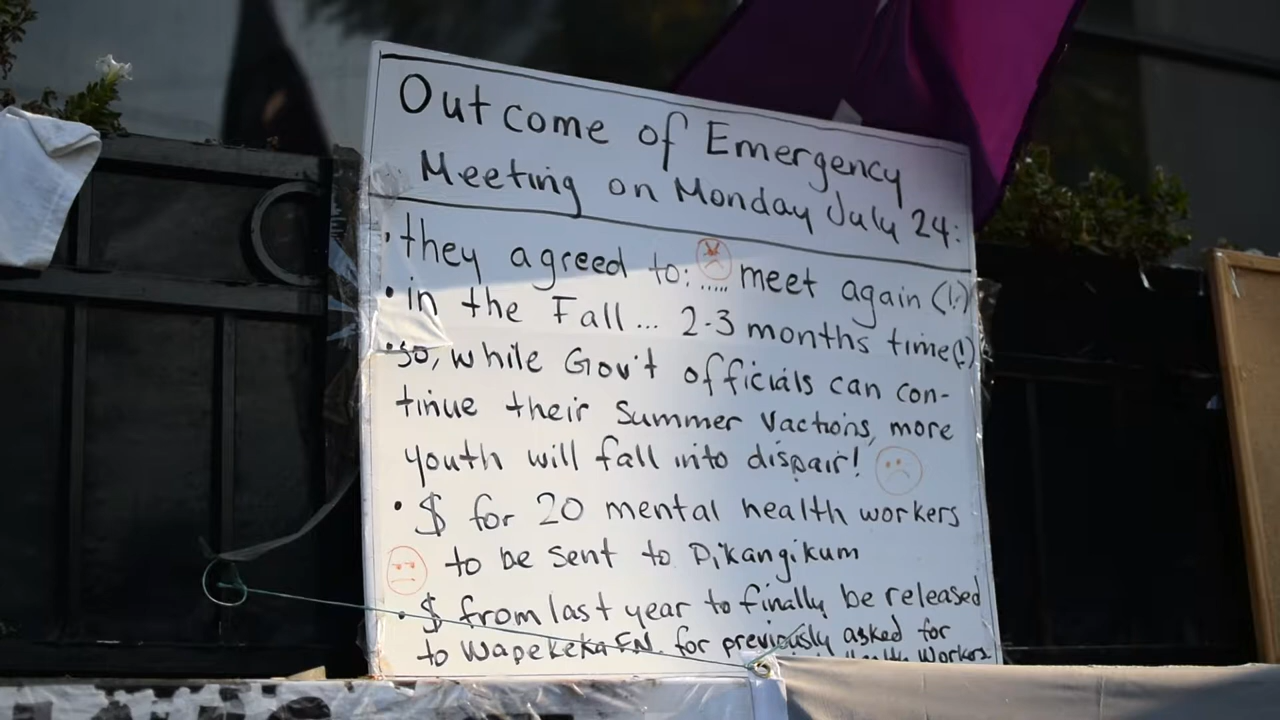 Outcome of Emergency
Meeting on Monday July 24:
• they agreed to: ..... meet again (!)
• in the Fall... 2-3 months time(!)
• so, while Gov't officials can con-
tinue their Summer Vactions, more
youth will fall into dispair!
• $ for 20 mental health workers
to be sent to Pikangikum
• $ from last year to finally be released
to Wapekeka F.N. for previously asked for
Workers